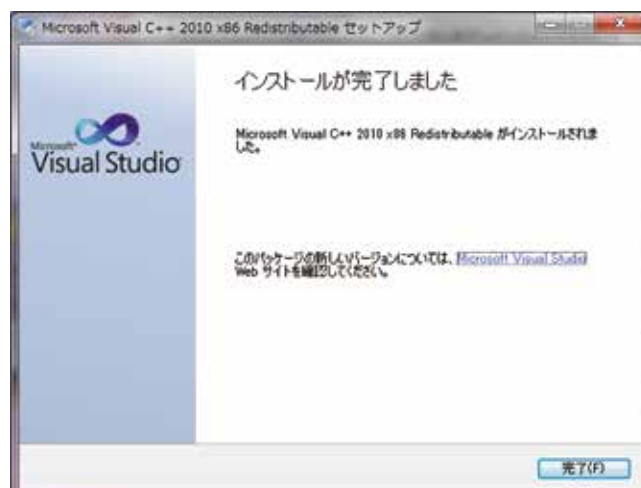 Microsoft Visual C++ 2010 x86 Redistributable セットアップ
インストールが完了しました
Microsoft Visual C++ 2010 x86 Redistributable がインストールされま
した。
Microsoft
Visual Studio
このパッケージの新しいバージョンについては、Microsoft Visual Studio
Web サイトを確認してください。
完了(F)